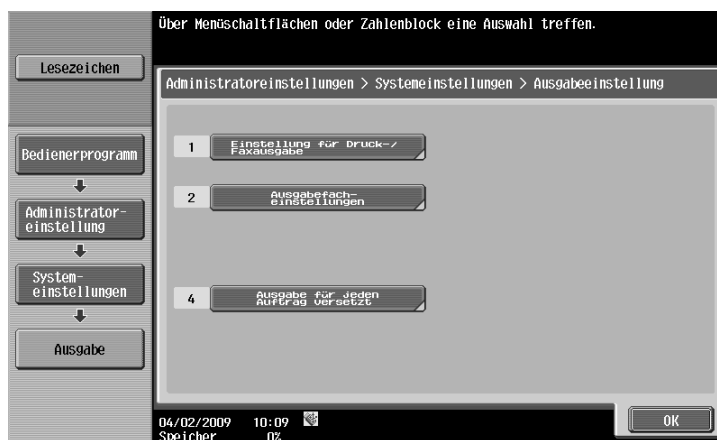 Über Menüschaltflächen oder Zahlenblock eine Auswahl treffen.
Lesezeichen
Administratoreinstellungen > Systemeinstellungen > Ausgabeeinstellung
Bedienerprogramm
Administrator-
einstellung
System-
einstellungen
Ausgabe
1 Einstellung für Druck-/
Faxausgabe
2 Ausgabefach-
einstellungen
4 Ausgabe für jeden
Auftrag versetzt
04/02/2009 10:09
Speicher 0%
OK